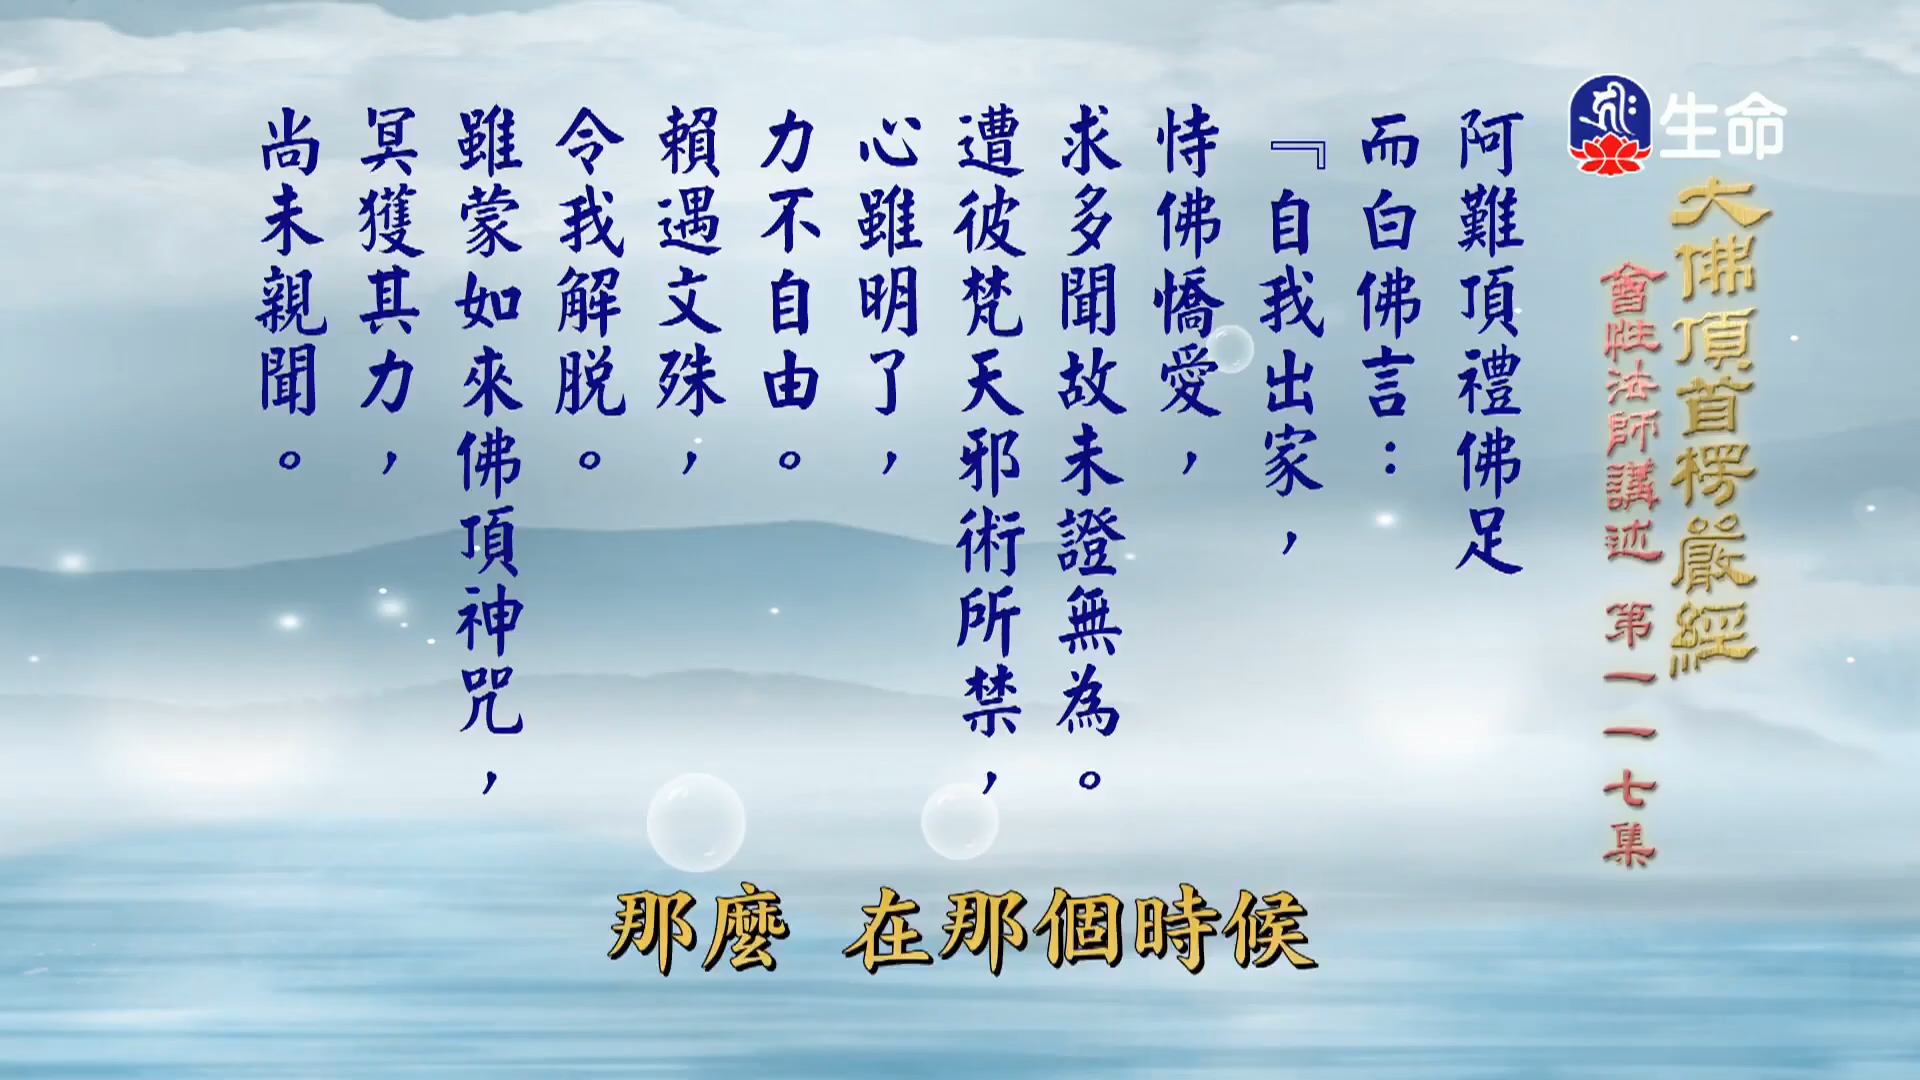 生命
大佛頂首楞嚴經
會性法師講述 第一一七集
阿難頂禮佛足
而白佛言：
『自我出家，
恃佛憍愛，
求多聞故未證無為。
遭彼梵天邪術所禁，
心雖明了，
力不自由。
賴遇文殊，
令我解脱。
雖蒙如來佛頂神咒，
冥獲其力，
尚未親聞。
那麼 在那個時候